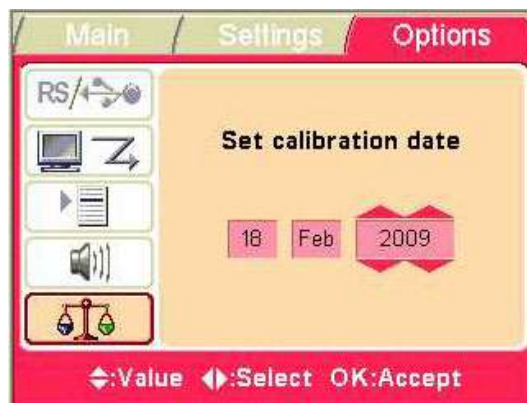 Main Settings Options
RS/
Set calibration date
18 Feb 2009
:Value :Select OK:Accept